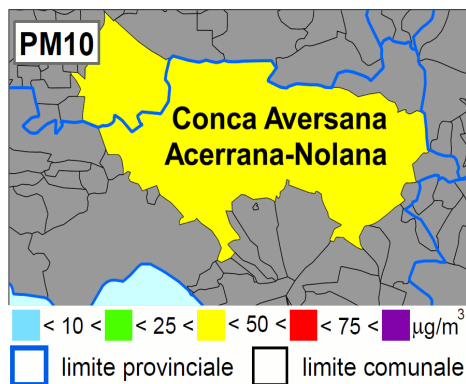 PM10
Conca Aversana
Acerrana-Nolana
< 10 < < 25 < < 50 < < 75 < µg/m³
limite provinciale limite comunale